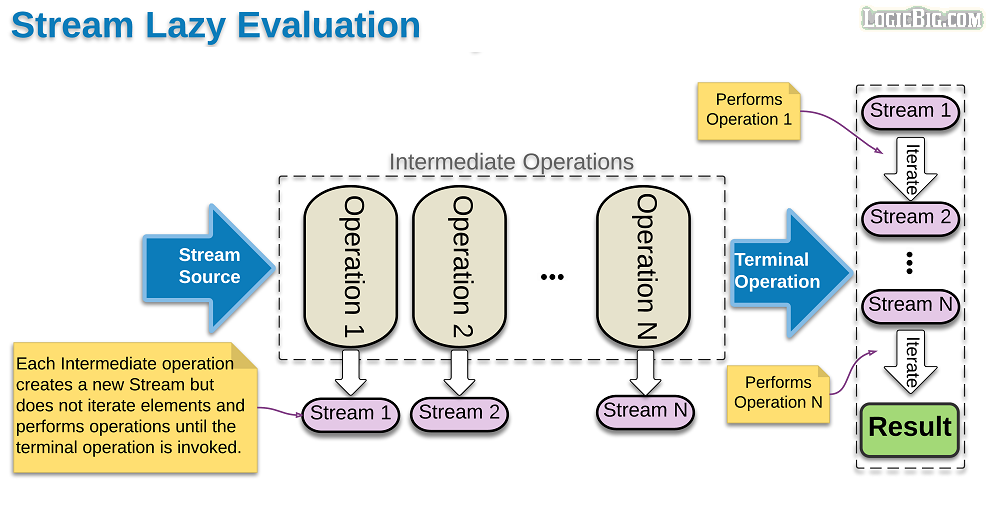 Stream Lazy Evaluation
LogicBig.com
Performs
Operation 1
Stream 1
Iterate
Stream 2
...
Stream N
Iterate
Result
Intermediate Operations
Stream
Source
Operation 1
Operation 2
...
Operation N
Terminal
Operation
Each Intermediate operation
creates a new Stream but
does not iterate elements and
performs operations until the
terminal operation is invoked.
Stream 1
Stream 2
Stream N
Performs
Operation N